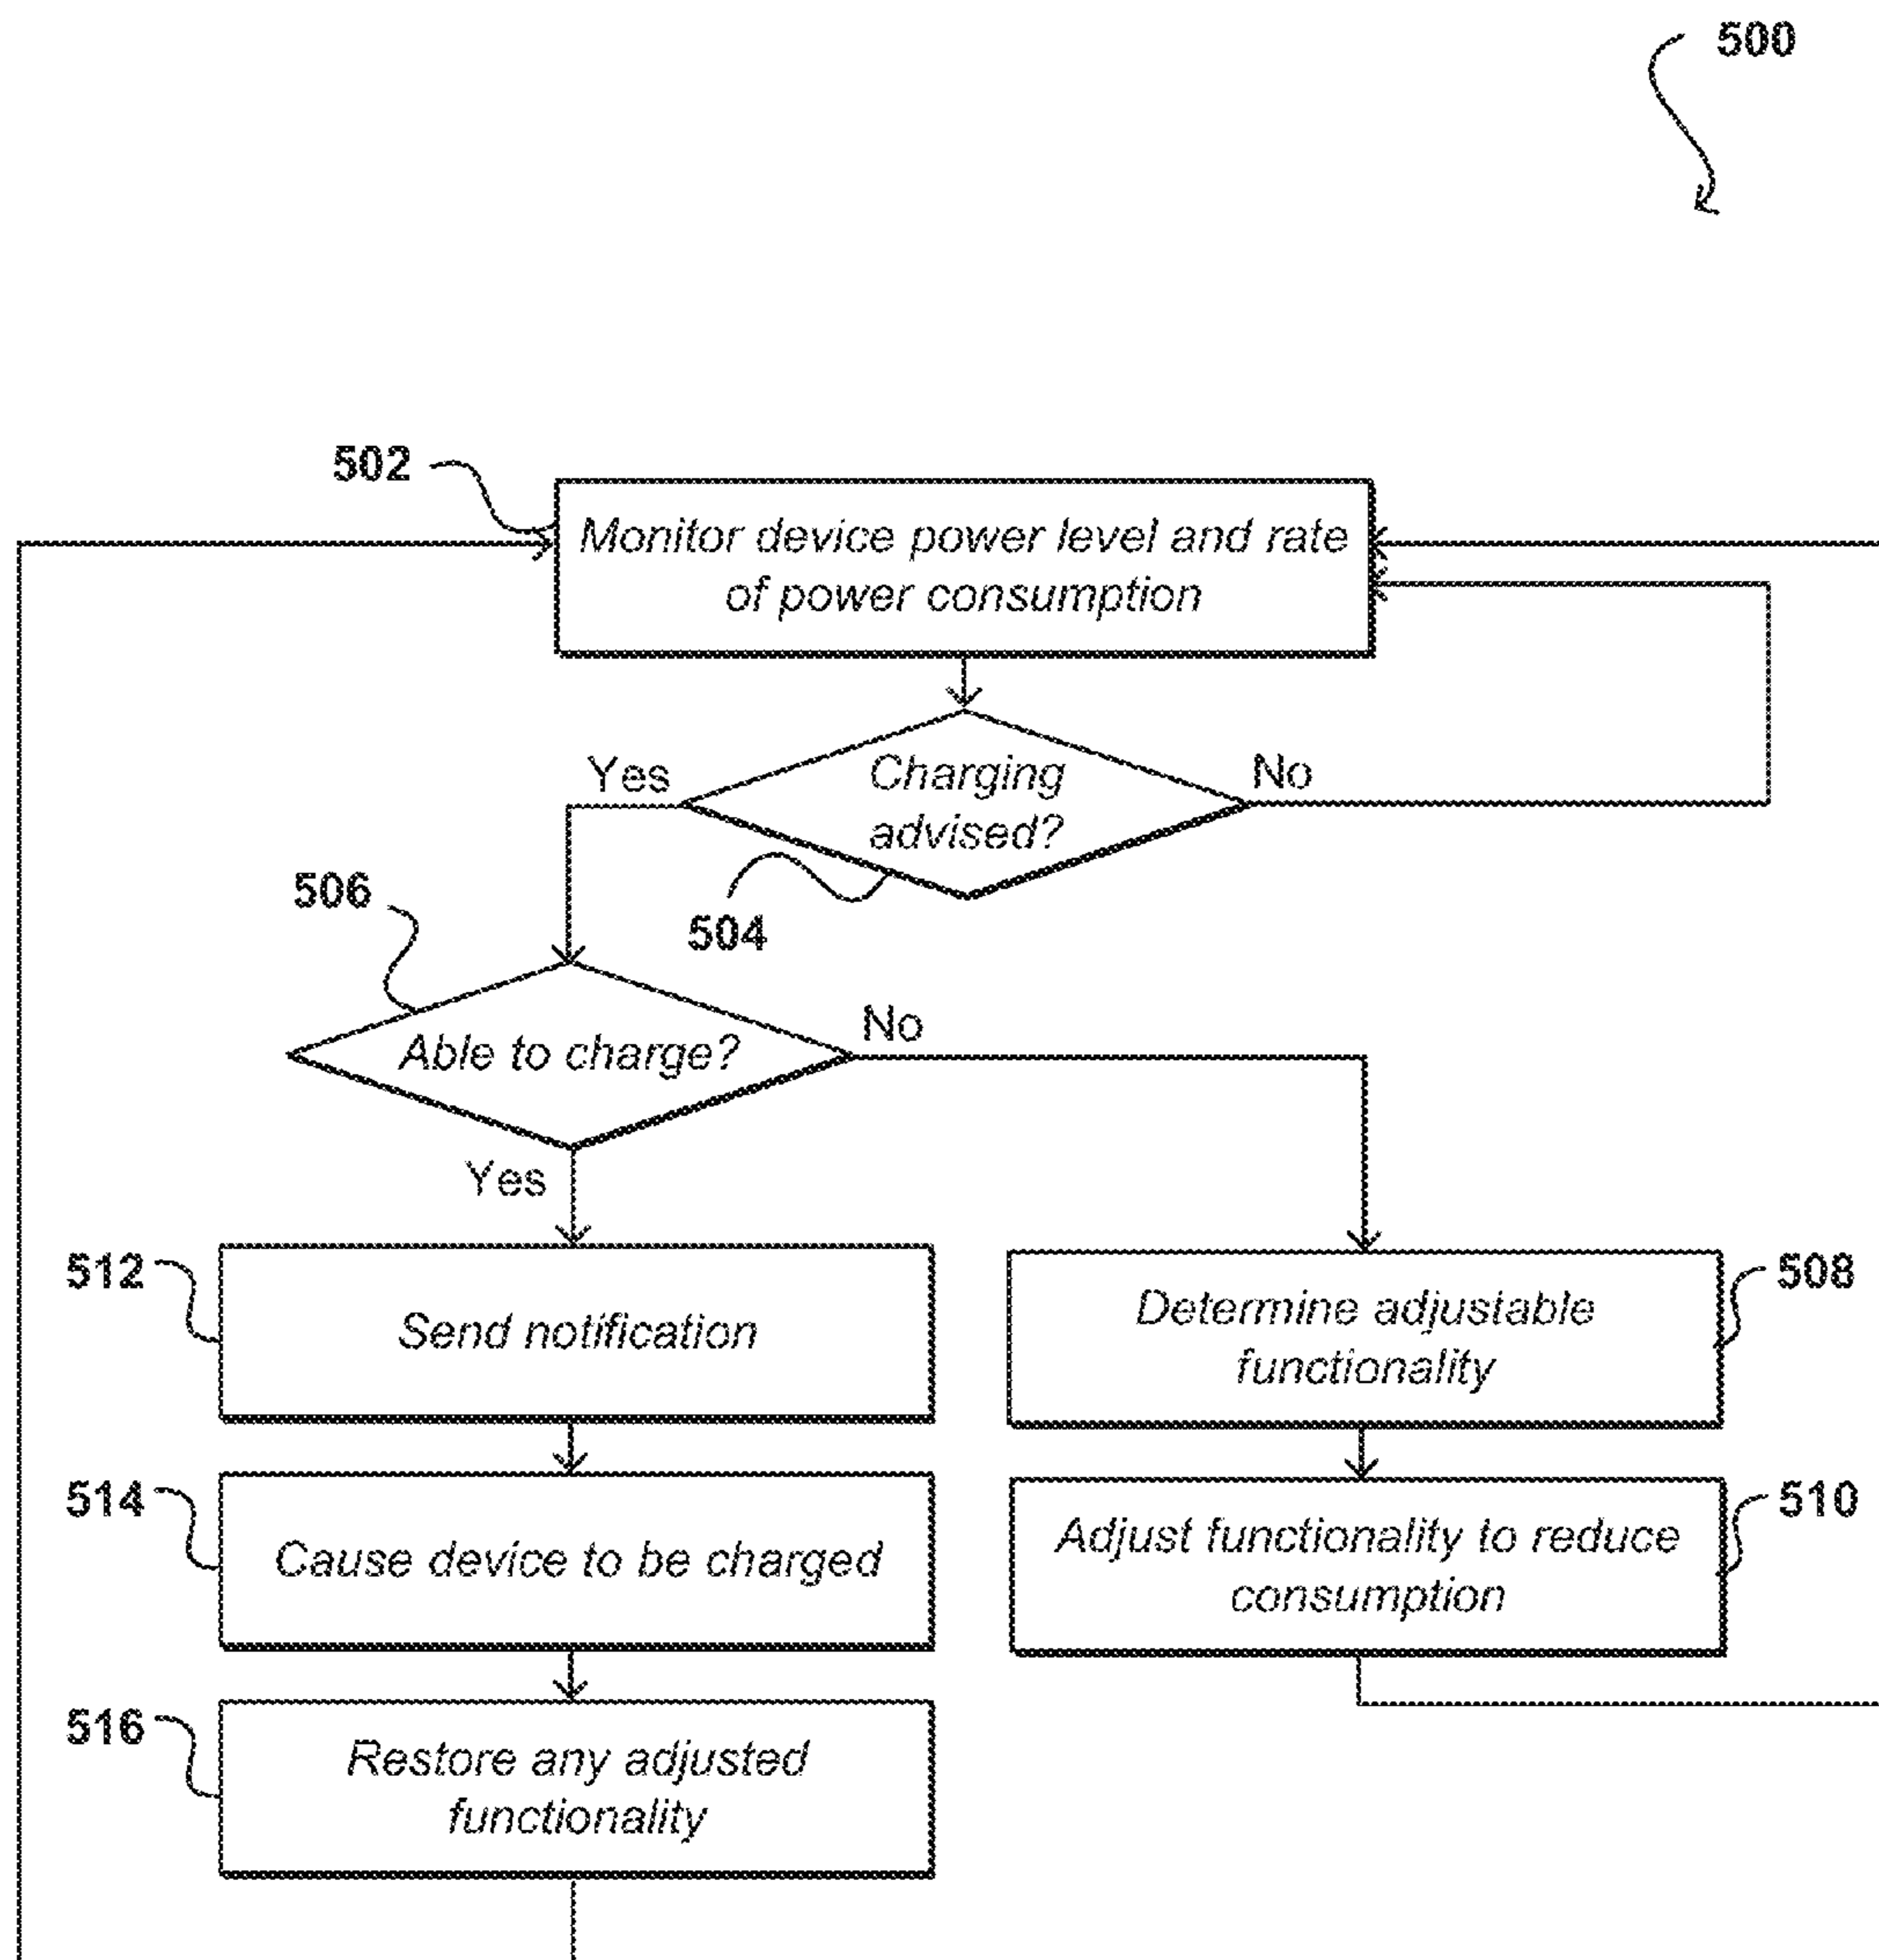 500
502
Monitor device power level and rate
of power consumption
Yes
Charging
advised?
No
504
506
Able to charge?
No
Yes
512
Send notification
508
Determine adjustable
functionality
514
Cause device to be charged
510
Adjust functionality to reduce
consumption
516
Restore any adjusted
functionality